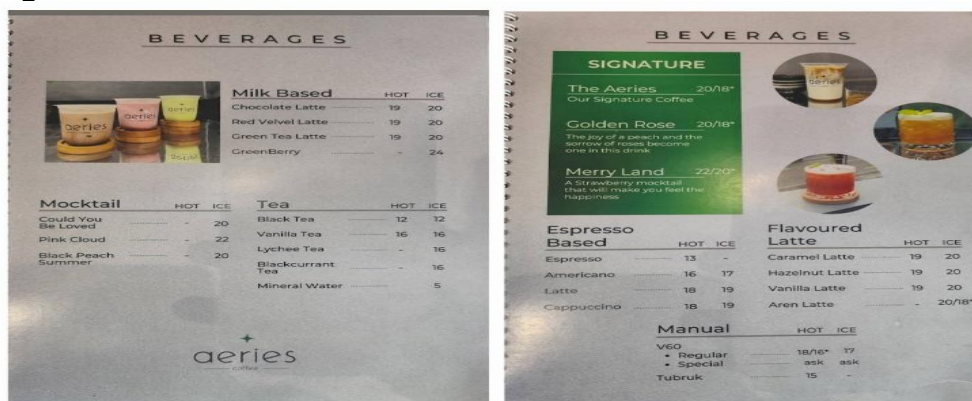 BEVERAGES
Milk Based HOT ICE
Chocolate Latte 19 20
Red Velvet Latte 19 20
Green Tea Latte 19 20
GreenBerry - 24
Mocktail HOT ICE
Could You
Be Loved - 20
Pink Cloud - 22
Black Peach
Summer - 20
Tea HOT ICE
Black Tea 12 12
Vanilla Tea 16 16
Lychee Tea - 16
Blackcurrant
Tea - 16
Mineral Water 5
aeries
coffee
BEVERAGES
SIGNATURE
The Aeries 20/18*
Our Signature Coffee
Golden Rose 20/18*
The joy of a peach and the
sorrow of roses become
one in this drink
Merry Land 22/20*
A Strawberry mocktail
that will make you feel the
happiness
Espresso
Based HOT ICE
Espresso 13 -
Americano 16 17
Latte 18 19
Cappuccino 18 19
Flavoured
Latte HOT ICE
Caramel Latte 19 20
Hazelnut Latte 19 20
Vanilla Latte 19 20
Aren Latte - 20/18*
Manual HOT ICE
V60
• Regular 18/16* 17
• Special ask ask
Tubruk 15 -